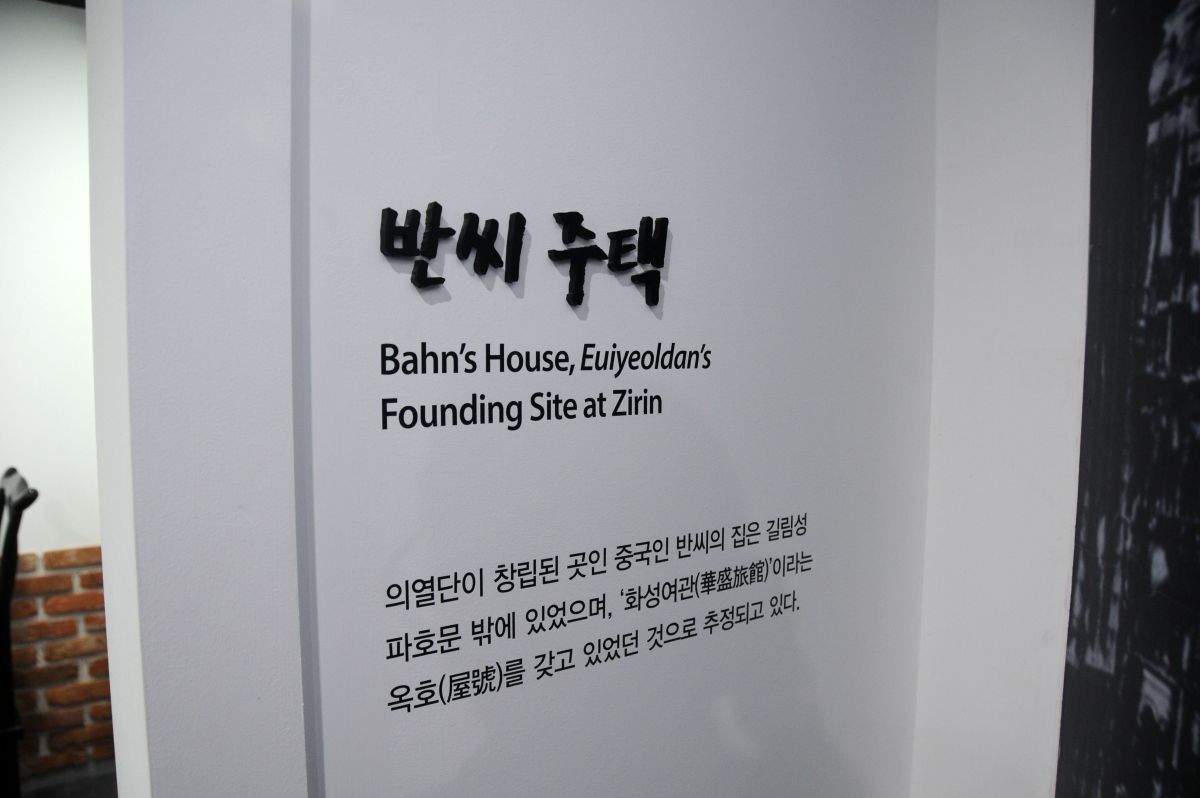 반씨 주택
Bahn's House, Euiyeoldan's
Founding Site at Zirin
의열단이 창립된 곳인 중국인 반씨의 집은 길림성
파호문 밖에 있었으며, ‘화성여관(華盛旅館)’이라는
옥호(屋號)를 갖고 있었던 것으로 추정되고 있다.